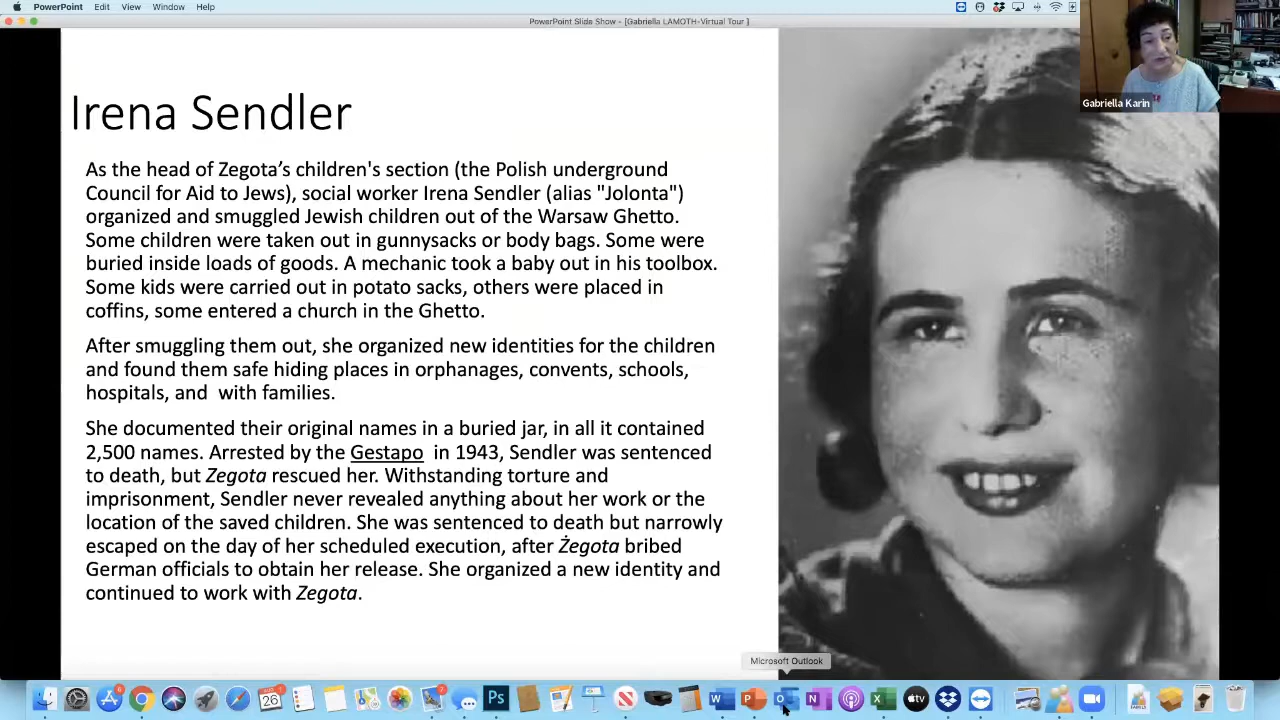 PowerPoint Edit View Window Help
PowerPoint Slide Show - [Gabriella LAMOTH-Virtual Tour ]
Gabriella Karin
Irena Sendler
As the head of Zegota’s children's section (the Polish underground
Council for Aid to Jews), social worker Irena Sendler (alias "Jolonta")
organized and smuggled Jewish children out of the Warsaw Ghetto.
Some children were taken out in gunnysacks or body bags. Some were
buried inside loads of goods. A mechanic took a baby out in his toolbox.
Some kids were carried out in potato sacks, others were placed in
coffins, some entered a church in the Ghetto.
After smuggling them out, she organized new identities for the children
and found them safe hiding places in orphanages, convents, schools,
hospitals, and with families.
She documented their original names in a buried jar, in all it contained
2,500 names. Arrested by the Gestapo in 1943, Sendler was sentenced
to death, but Zegota rescued her. Withstanding torture and
imprisonment, Sendler never revealed anything about her work or the
location of the saved children. She was sentenced to death but narrowly
escaped on the day of her scheduled execution, after Żegota bribed
German officials to obtain her release. She organized a new identity and
continued to work with Zegota.
Microsoft Outlook
26
Ps
W
P
O
N
X
tv